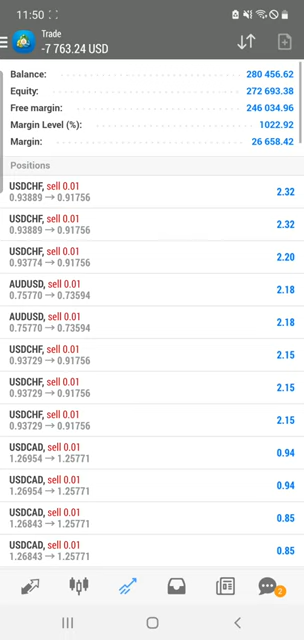 11:50
Trade
-7 763.24 USD
Balance: 280 456.62
Equity: 272 693.38
Free margin: 246 034.96
Margin Level (%): 1022.92
Margin: 26 658.42
Positions
USDCHF, sell 0.01
0.93889 → 0.91756 2.32
USDCHF, sell 0.01
0.93889 → 0.91756 2.32
USDCHF, sell 0.01
0.93774 → 0.91756 2.20
AUDUSD, sell 0.01
0.75770 → 0.73594 2.18
AUDUSD, sell 0.01
0.75770 → 0.73594 2.18
USDCHF, sell 0.01
0.93729 → 0.91756 2.15
USDCHF, sell 0.01
0.93729 → 0.91756 2.15
USDCHF, sell 0.01
0.93729 → 0.91756 2.15
USDCAD, sell 0.01
1.26954 → 1.25771 0.94
USDCAD, sell 0.01
1.26954 → 1.25771 0.94
USDCAD, sell 0.01
1.26843 → 1.25771 0.85
USDCAD, sell 0.01
1.26843 → 1.25771 0.85
2